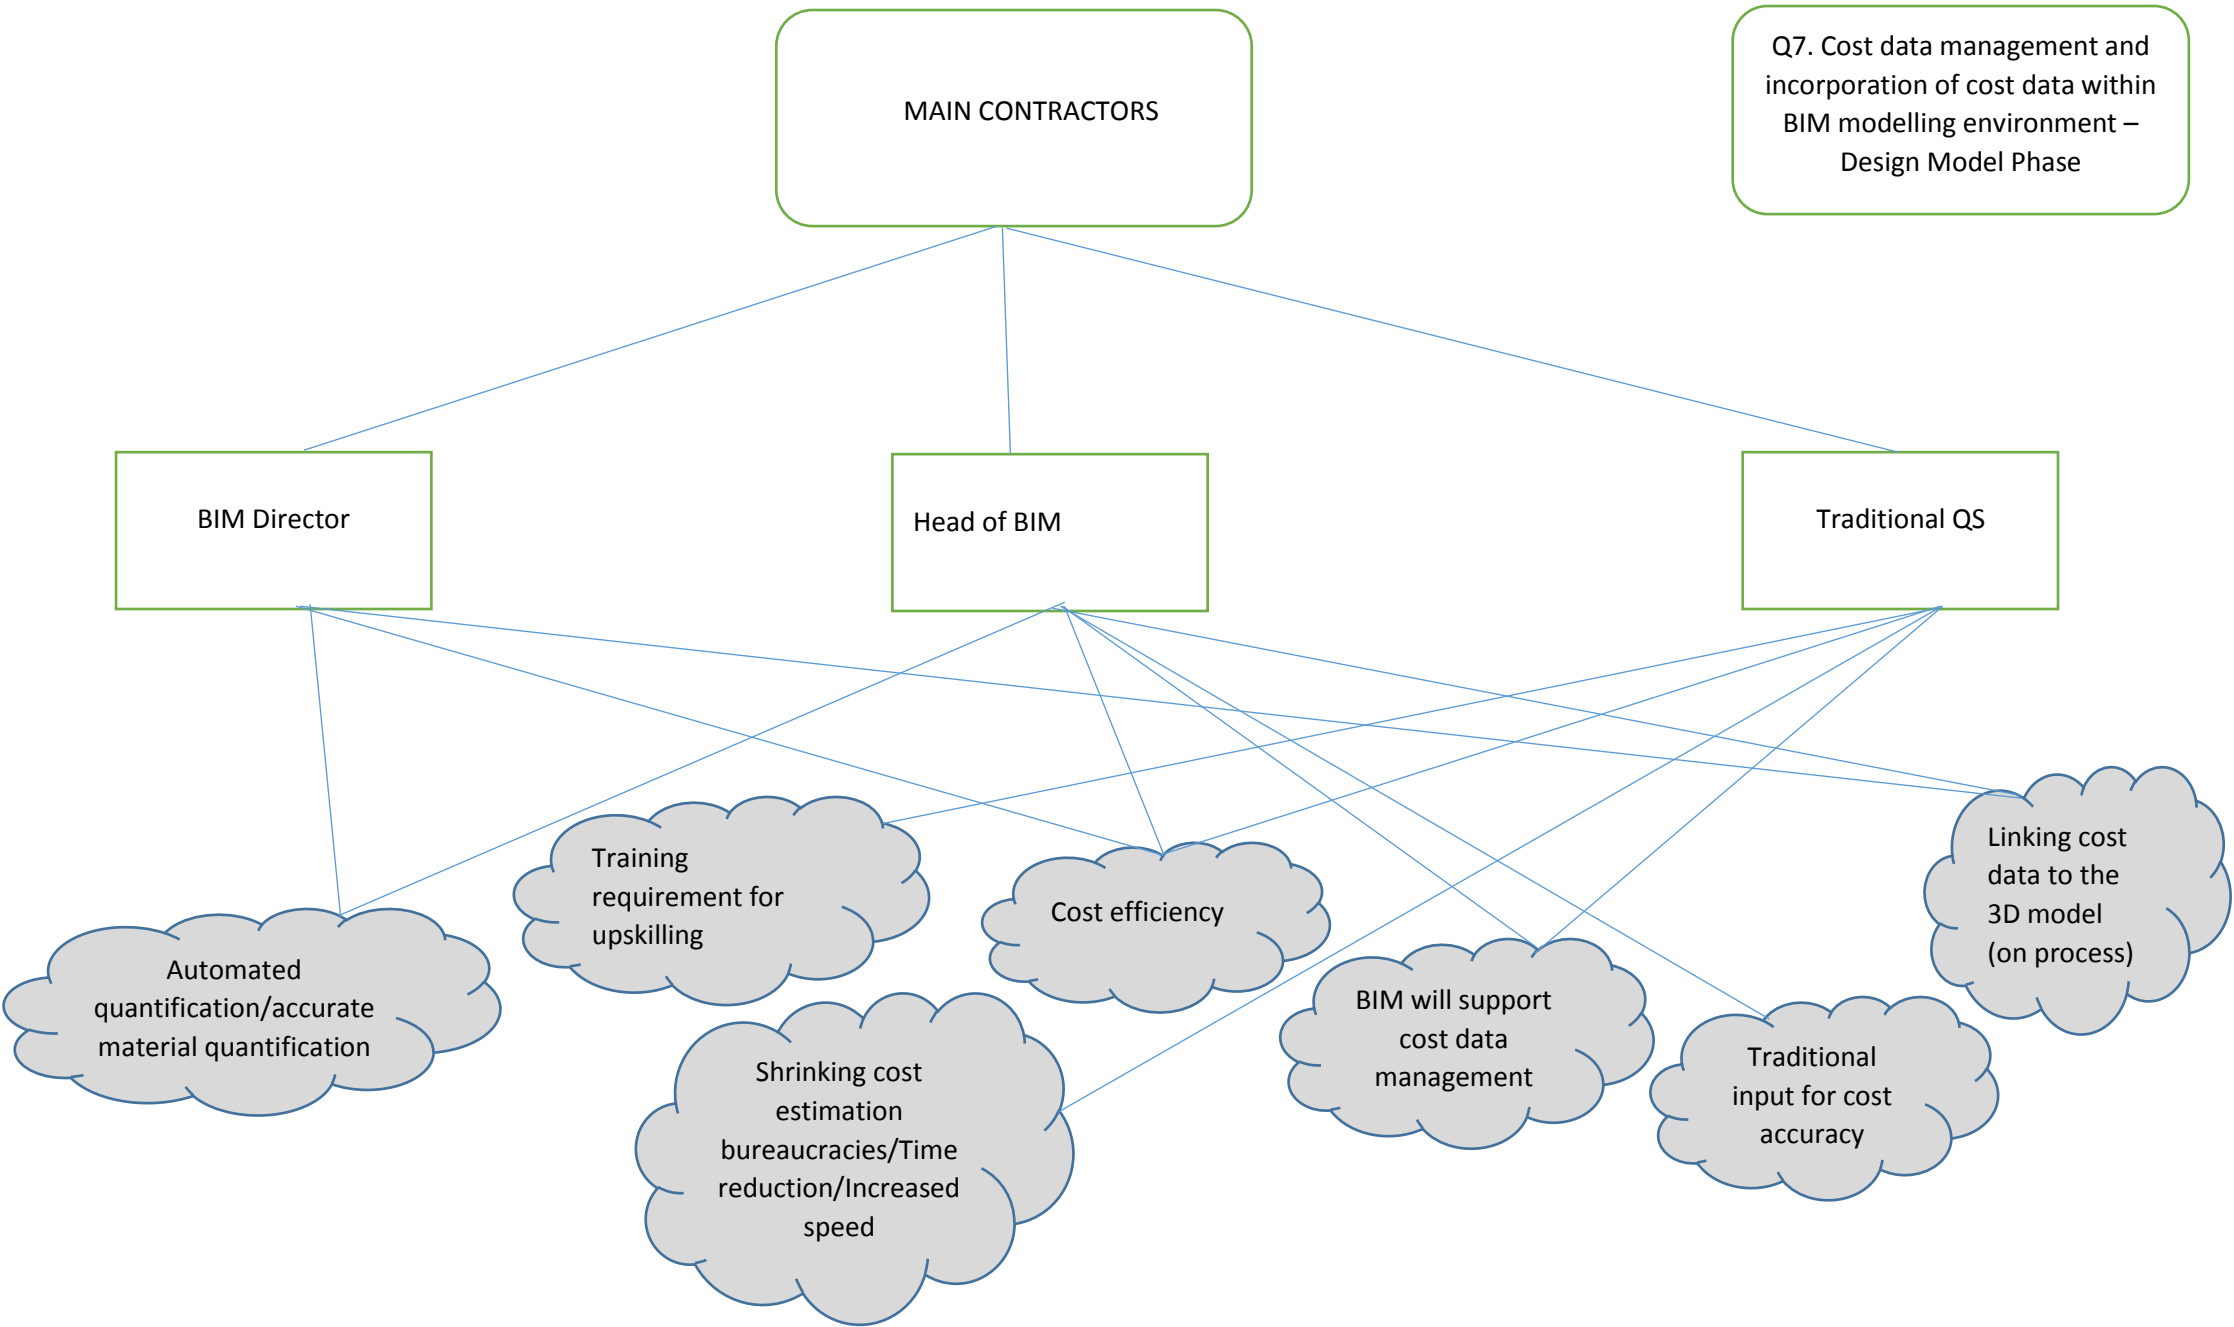 MAIN CONTRACTORS
Q7. Cost data management and
incorporation of cost data within
BIM modelling environment –
Design Model Phase
BIM Director
Head of BIM
Traditional QS
Automated
quantification/accurate
material quantification
Training
requirement for
upskilling
Shrinking cost
estimation
bureaucracies/Time
reduction/Increased
speed
Cost efficiency
BIM will support
cost data
management
Traditional
input for cost
accuracy
Linking cost
data to the
3D model
(on process)